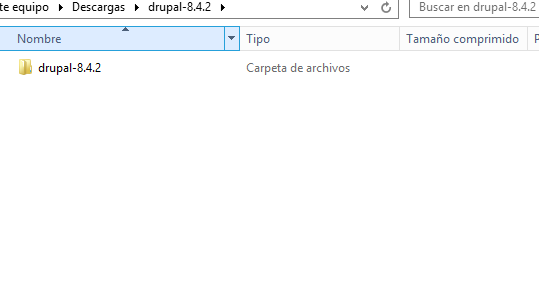 te equipo Descargas drupal-8.4.2 Buscar en drupal-8.4.2
Nombre Tipo Tamaño comprimido P
drupal-8.4.2 Carpeta de archivos